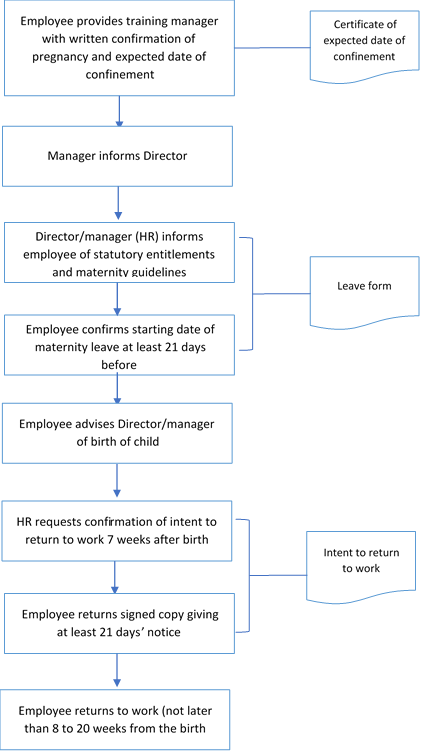 Employee provides training manager
with written confirmation of
pregnancy and expected date of
confinement
Certificate of
expected date of
confinement
Manager informs Director
Director/manager (HR) informs
employee of statutory entitlements
and maternity guidelines
Leave form
Employee confirms starting date of
maternity leave at least 21 days
before
Employee advises Director/manager
of birth of child
HR requests confirmation of intent to
return to work 7 weeks after birth
Intent to return
to work
Employee returns signed copy giving
at least 21 days' notice
Employee returns to work (not later
than 8 to 20 weeks from the birth